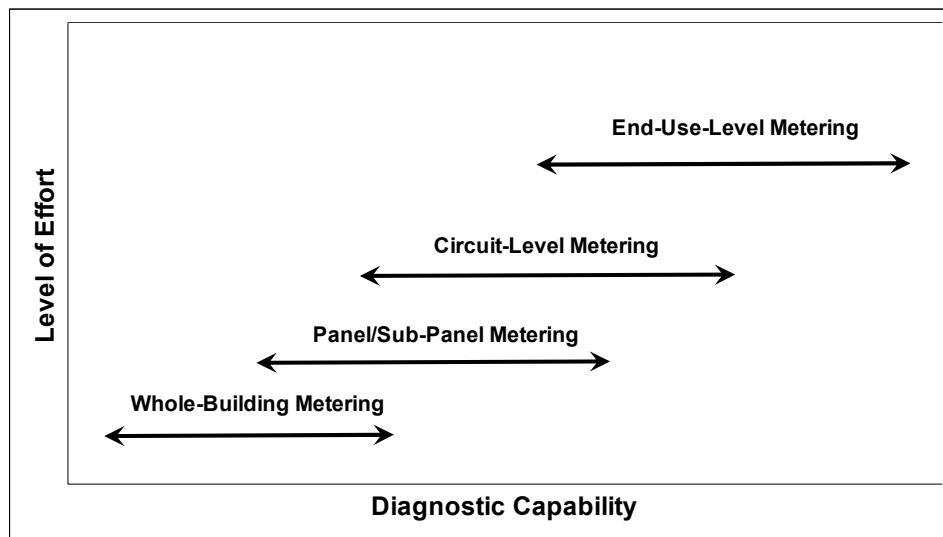 End-Use-Level Metering
Circuit-Level Metering
Panel/Sub-Panel Metering
Whole-Building Metering
Level of Effort
Diagnostic Capability